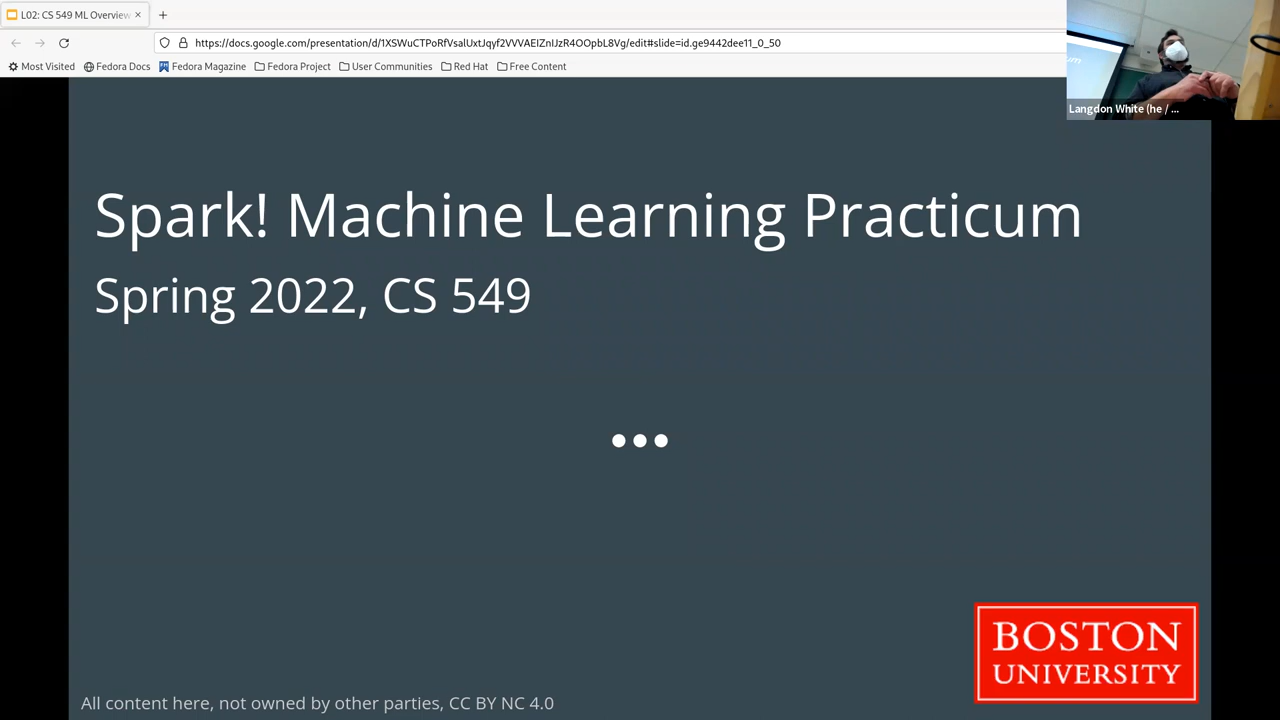 L02: CS 549 ML Overview
https://docs.google.com/presentation/d/1XSWuCTPoRfVsalUxtJqyf2VVVAEIZnIJzR4OOpbL8Vg/edit#slide=id.ge9442dee11_0_50
Most Visited Fedora Docs Fedora Magazine Fedora Project User Communities Red Hat Free Content
Langdon White (he / ...
Spark! Machine Learning Practicum
Spring 2022, CS 549
BOSTON
UNIVERSITY
All content here, not owned by other parties, CC BY NC 4.0